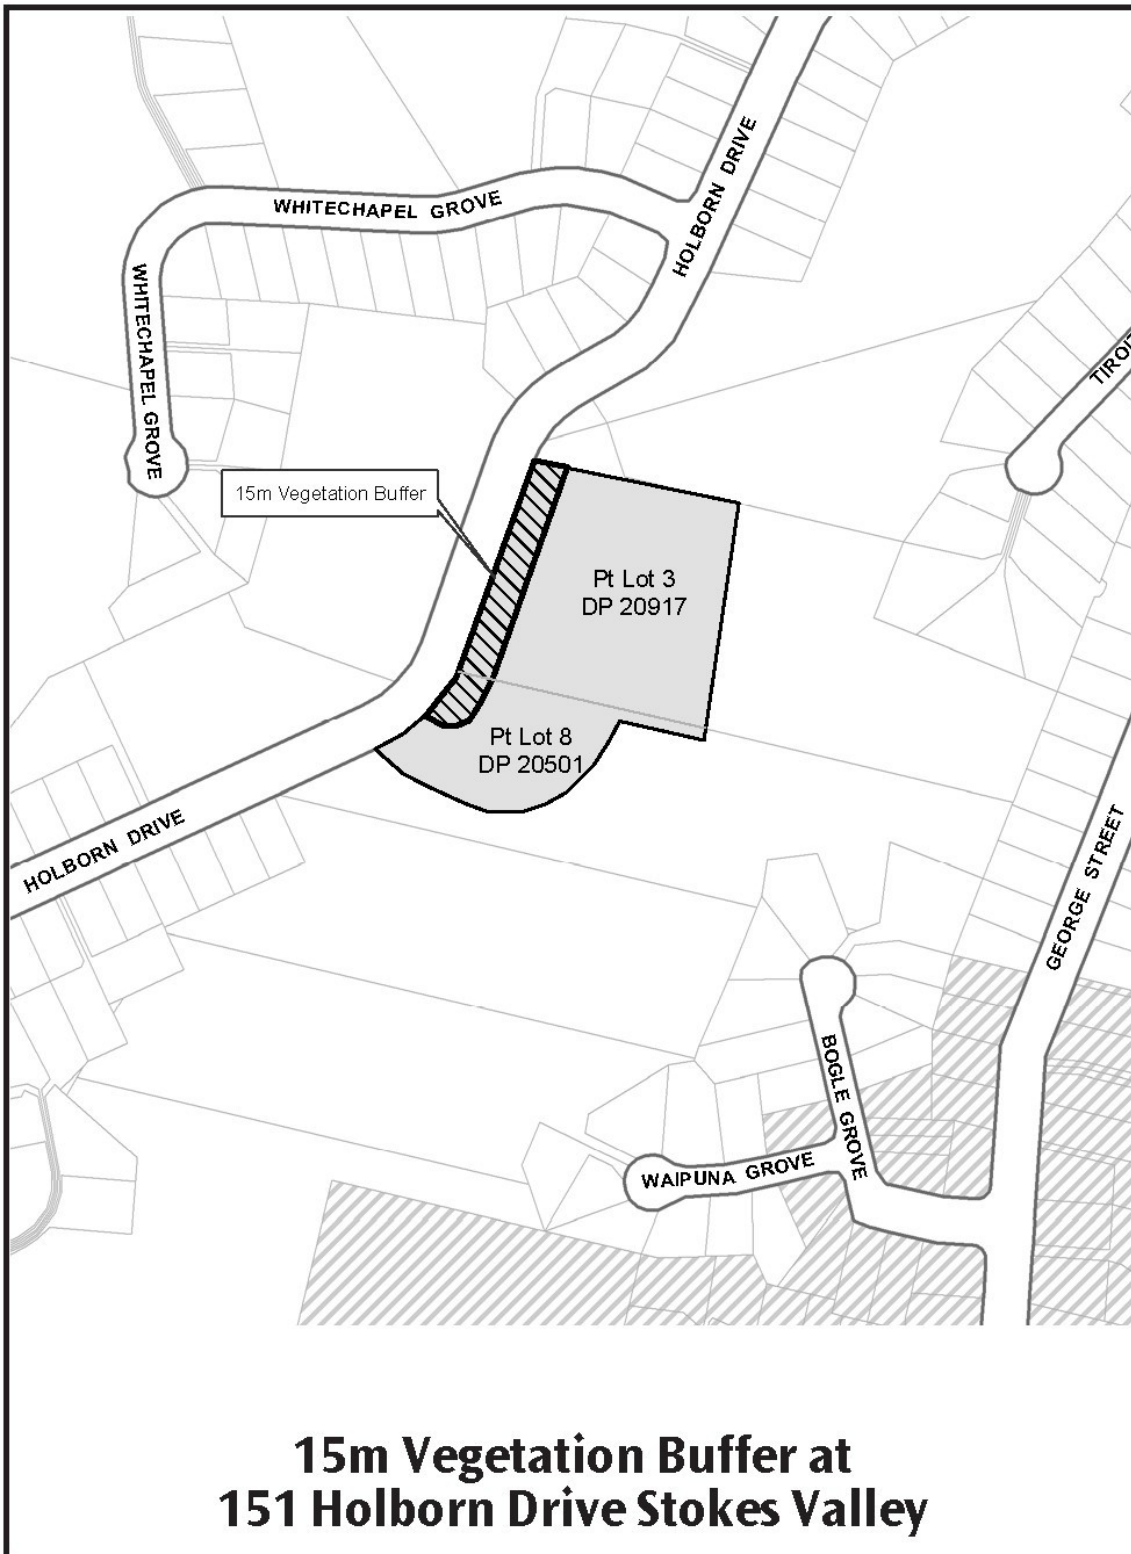 HOLBORN DRIVE
WHITECHAPEL GROVE
WHITECHAPEL GROVE
15m Vegetation Buffer
Pt Lot 3
DP 20917
Pt Lot 8
DP 20501
HOLBORN DRIVE
GEORGE STREET
BOGLE GROVE
WAIPUNA GROVE
15m Vegetation Buffer at
151 Holborn Drive Stokes Valley